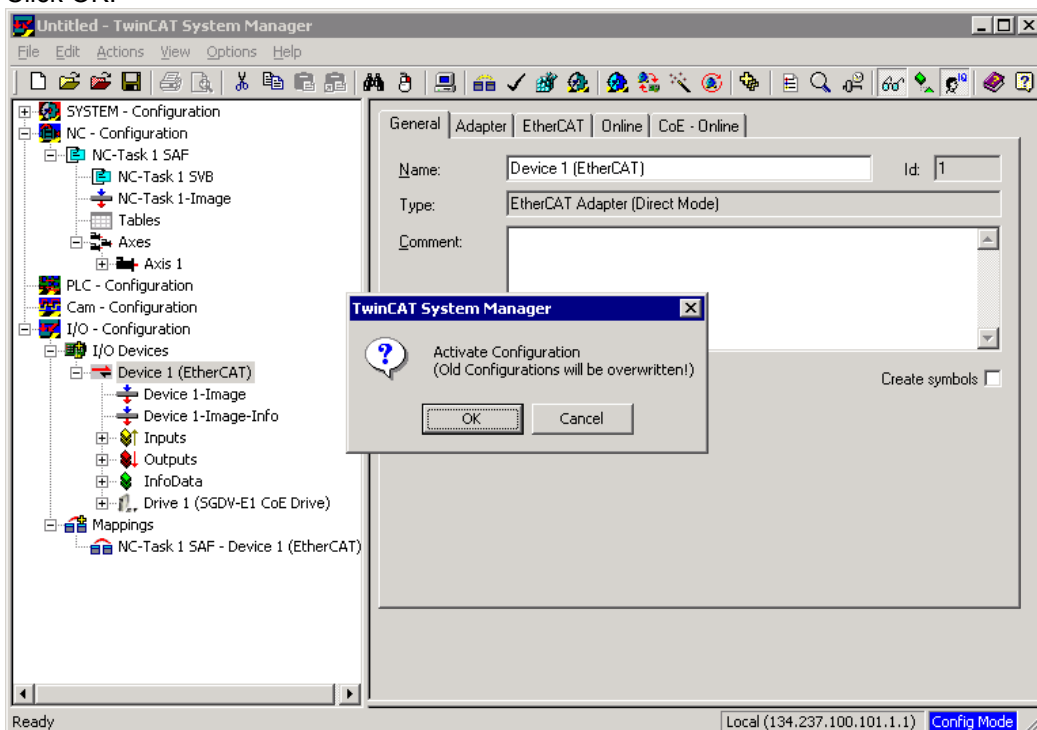 Click OK.
Untitled - TwinCAT System Manager
File Edit Actions View Options Help
SYSTEM - Configuration
NC - Configuration
NC-Task 1 SAF
NC-Task 1 SVB
NC-Task 1-Image
Tables
Axes
Axis 1
PLC - Configuration
Cam - Configuration
I/O - Configuration
I/O Devices
Device 1 (EtherCAT)
Device 1-Image
Device 1-Image-Info
Inputs
Outputs
InfoData
Drive 1 (SGDV-E1 CoE Drive)
Mappings
NC-Task 1 SAF - Device 1 (EtherCAT)
General Adapter EtherCAT Online CoE - Online
Name: Device 1 (EtherCAT) Id: 1
Type: EtherCAT Adapter (Direct Mode)
Comment:
Create symbols
TwinCAT System Manager
Activate Configuration
(Old Configurations will be overwritten!)
OK Cancel
Ready Local (134.237.100.101.1.1) Config Mode